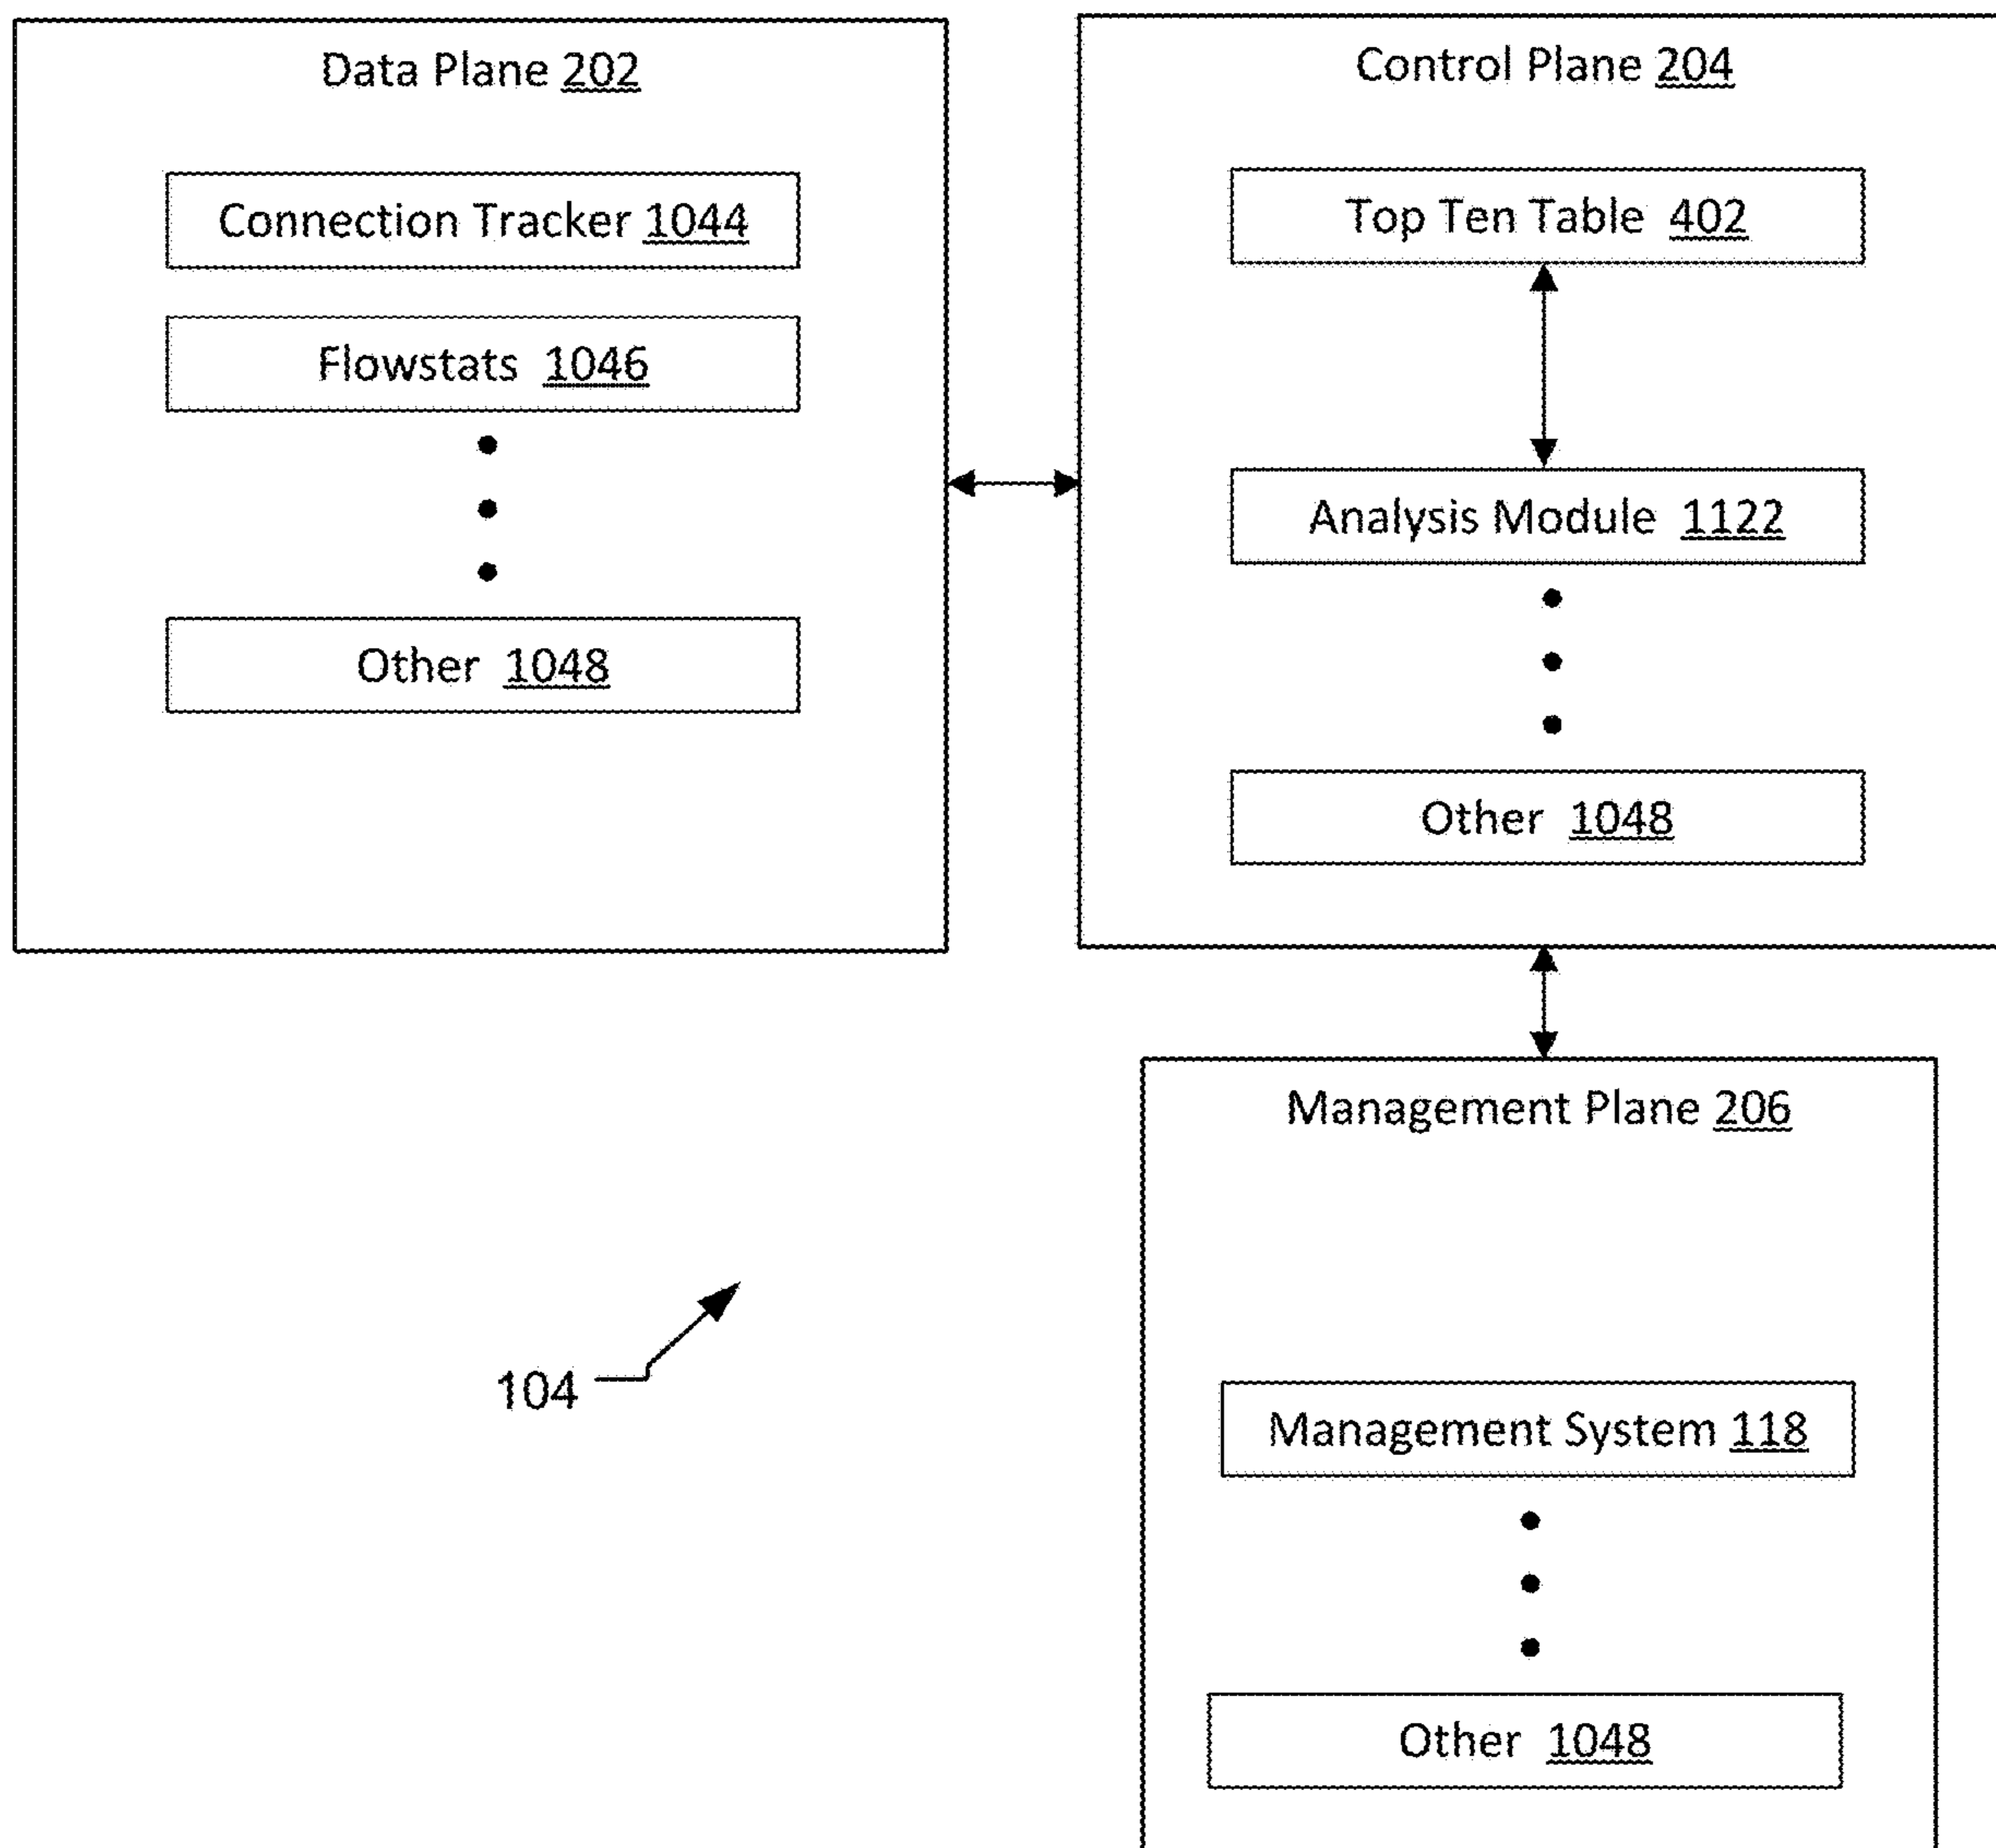 Data Plane 202
Connection Tracker 1044
Flowstats 1046
Other 1048
Control Plane 204
Top Ten Table 402
Analysis Module 1122
Other 1048
Management Plane 206
Management System 118
Other 1048
104